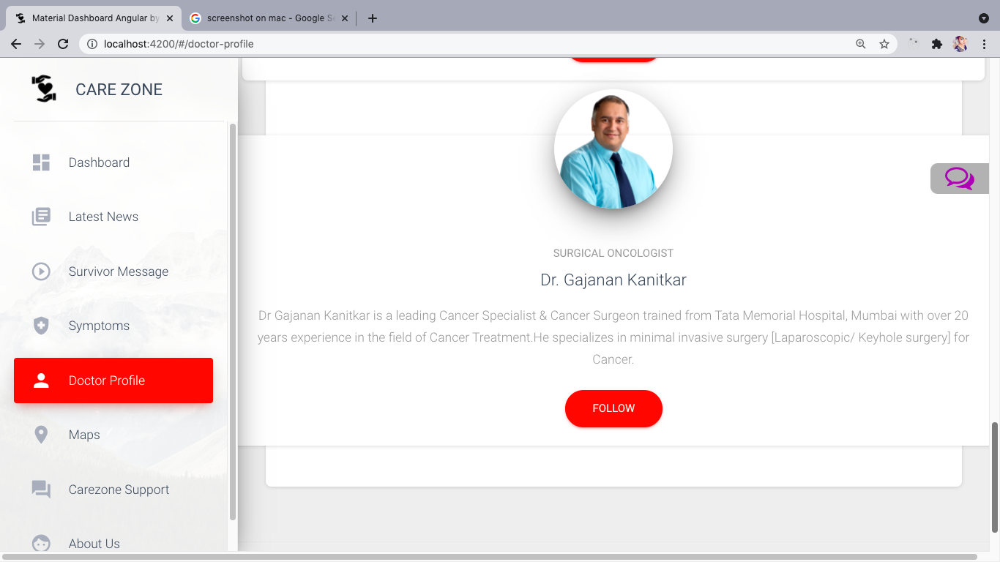 Material Dashboard Angular by
screenshot on mac - Google S
localhost:4200/#/doctor-profile
CARE ZONE
Dashboard
Latest News
Survivor Message
Symptoms
Doctor Profile
Maps
Carezone Support
About Us
SURGICAL ONCOLOGIST
Dr. Gajanan Kanitkar
Dr Gajanan Kanitkar is a leading Cancer Specialist & Cancer Surgeon trained from Tata Memorial Hospital, Mumbai with over 20
years experience in the field of Cancer Treatment.He specializes in minimal invasive surgery [Laparoscopic/ Keyhole surgery] for
Cancer.
FOLLOW